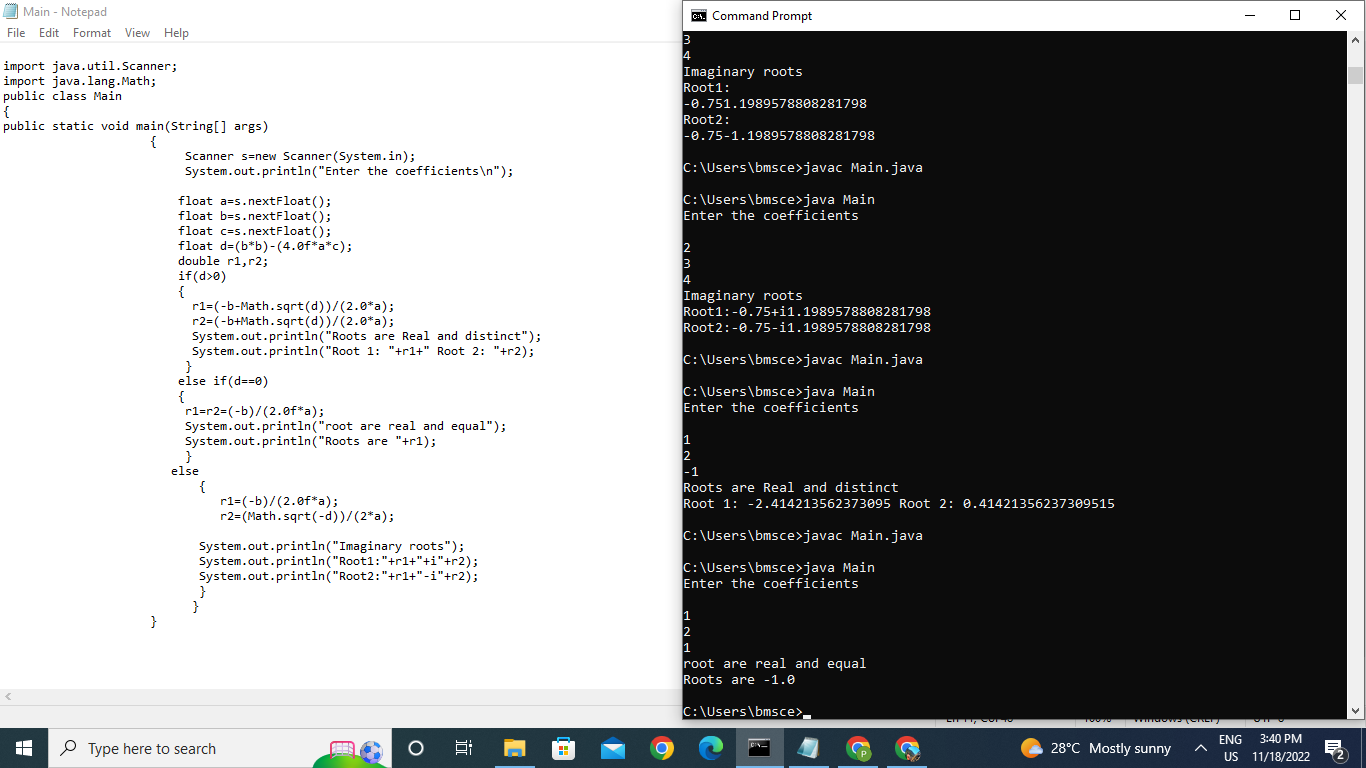 Main - Notepad
File Edit Format View Help
import java.util.Scanner;
import java.lang.Math;
public class Main
{
public static void main(String[] args)
{
Scanner s=new Scanner(System.in);
System.out.println("Enter the coefficients\n");
float a=s.nextFloat();
float b=s.nextFloat();
float c=s.nextFloat();
float d=(b*b)-(4.0f*a*c);
double r1,r2;
if(d>0)
{
r1=(-b-Math.sqrt(d))/(2.0*a);
r2=(-b+Math.sqrt(d))/(2.0*a);
System.out.println("Roots are Real and distinct");
System.out.println("Root 1: "+r1+" Root 2: "+r2);
}
else if(d==0)
{
r1=r2=(-b)/(2.0f*a);
System.out.println("root are real and equal");
System.out.println("Roots are "+r1);
}
else
{
r1=(-b)/(2.0f*a);
r2=(Math.sqrt(-d))/(2*a);
System.out.println("Imaginary roots");
System.out.println("Root1:"+r1+"+i"+r2);
System.out.println("Root2:"+r1+"-i"+r2);
}
}
}
Command Prompt
3
4
Imaginary roots
Root1:
-0.751.1989578808281798
Root2:
-0.75-1.1989578808281798
C:\Users\bmsce>javac Main.java
C:\Users\bmsce>java Main
Enter the coefficients
2
3
4
Imaginary roots
Root1:-0.75+i1.1989578808281798
Root2:-0.75-i1.1989578808281798
C:\Users\bmsce>javac Main.java
C:\Users\bmsce>java Main
Enter the coefficients
1
2
-1
Roots are Real and distinct
Root 1: -2.414213562373095 Root 2: 0.41421356237309515
C:\Users\bmsce>javac Main.java
C:\Users\bmsce>java Main
Enter the coefficients
1
2
1
root are real and equal
Roots are -1.0
C:\Users\bmsce>
Type here to search
28°C Mostly sunny
ENG
US
3:40 PM
11/18/2022
2